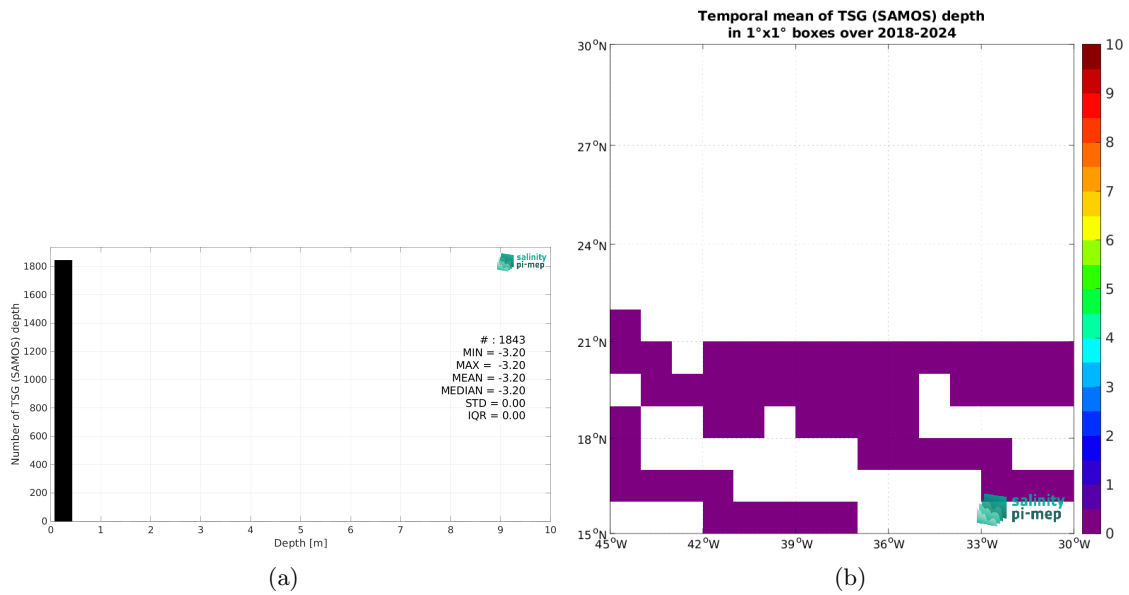 Number of TSG (SAMOS) depth
1800
1600
1400
1200
1000
800
600
400
200
0
salinity
pi-mep
# : 1843
MIN = -3.20
MAX = -3.20
MEAN = -3.20
MEDIAN = -3.20
STD = 0.00
IQR = 0.00
0 1 2 3 4 5 6 7 8 9 10
Depth [m]
(a)
Temporal mean of TSG (SAMOS) depth
in 1°x1° boxes over 2018-2024
30°N
27°N
24°N
21°N
18°N
15°N
salinity
pi-mep
45°W 42°W 39°W 36°W 33°W 30°W
10
9
8
7
6
5
4
3
2
1
0
(b)